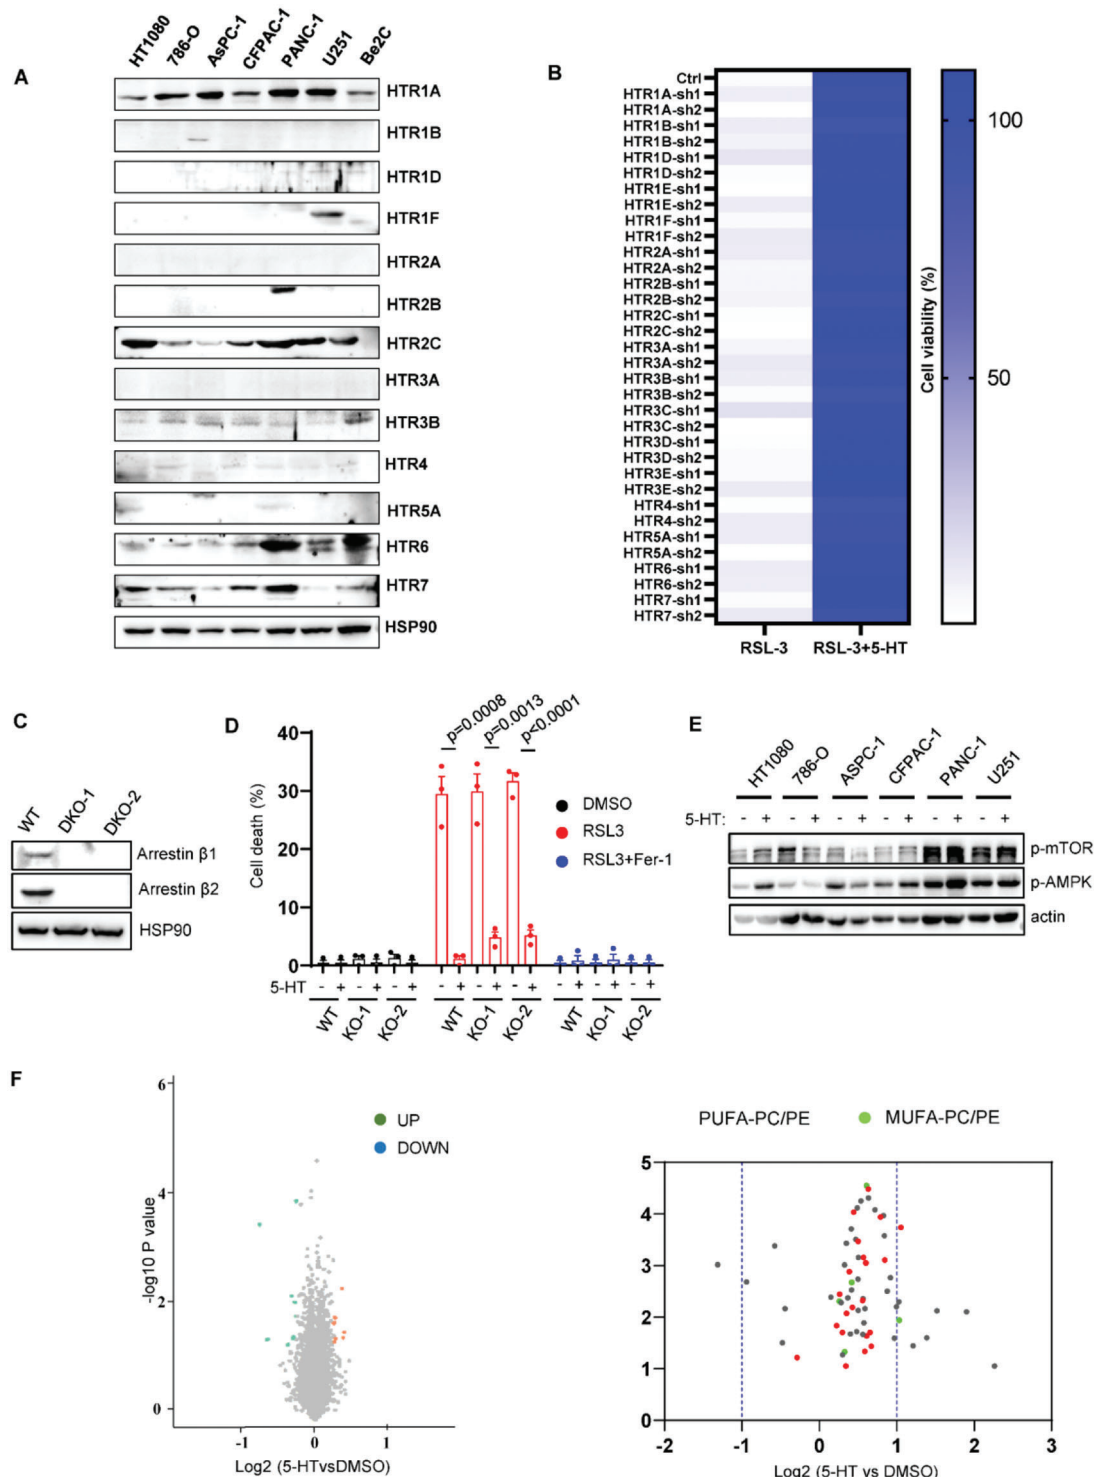 A
HT1080
786-O
AsPC-1
CFPAC-1
PANC-1
U251
Be2C
HTR1A
HTR1B
HTR1D
HTR1F
HTR2A
HTR2B
HTR2C
HTR3A
HTR3B
HTR4
HTR5A
HTR6
HTR7
HSP90
B
Ctrl
HTR1A-sh1
HTR1A-sh2
HTR1B-sh1
HTR1B-sh2
HTR1D-sh1
HTR1D-sh2
HTR1E-sh1
HTR1E-sh2
HTR1F-sh1
HTR1F-sh2
HTR2A-sh1
HTR2A-sh2
HTR2B-sh1
HTR2B-sh2
HTR2C-sh1
HTR2C-sh2
HTR3A-sh1
HTR3A-sh2
HTR3B-sh1
HTR3B-sh2
HTR3C-sh1
HTR3C-sh2
HTR3D-sh1
HTR3D-sh2
HTR3E-sh1
HTR3E-sh2
HTR4-sh1
HTR4-sh2
HTR5A-sh1
HTR5A-sh2
HTR6-sh1
HTR6-sh2
HTR7-sh1
HTR7-sh2
RSL-3 RSL-3+5-HT
Cell viability (%)
100
50
C
WT DKO-1 DKO-2
Arrestin β1
Arrestin β2
HSP90
D
Cell death (%)
40
30
20
10
0
p=0.0008
p=0.0013
p<0.0001
DMSO
RSL3
RSL3+Fer-1
5-HT - + - + - + - + - + - + - + - + - +
WT KO-1 KO-2 WT KO-1 KO-2 WT KO-1 KO-2
E
HT1080 786-O ASPC-1 CFPAC-1 PANC-1 U251
5-HT: - + - + - + - + - + - +
p-mTOR
p-AMPK
actin
F
-log10 P value
6
4
2
0
-1 0 1
Log2 (5-HTvsDMSO)
UP
DOWN
PUFA-PC/PE MUFA-PC/PE
5
4
3
2
1
0
-2 -1 0 1 2 3
Log2 (5-HT vs DMSO)